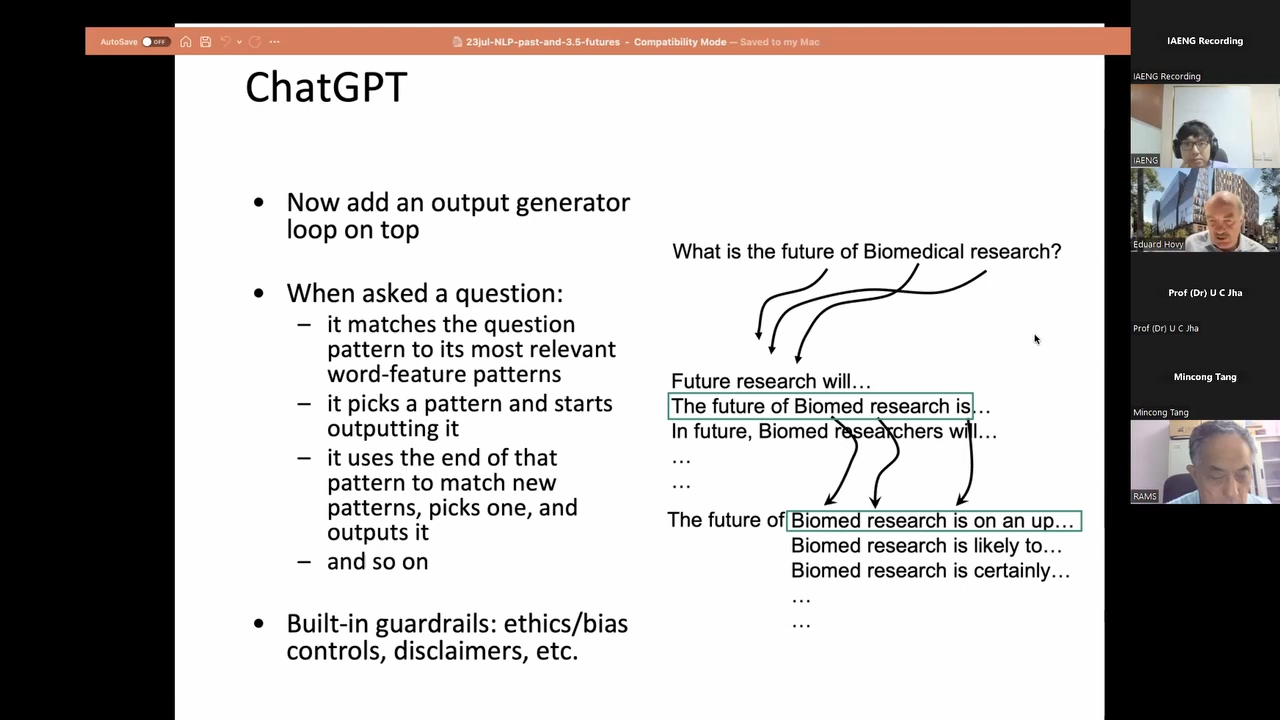 AutoSave OFF
23jul-NLP-past-and-3.5-futures - Compatibility Mode — Saved to my Mac
ChatGPT
• Now add an output generator
loop on top
• When asked a question:
– it matches the question
pattern to its most relevant
word-feature patterns
– it picks a pattern and starts
outputting it
– it uses the end of that
pattern to match new
patterns, picks one, and
outputs it
– and so on
• Built-in guardrails: ethics/bias
controls, disclaimers, etc.
What is the future of Biomedical research?
Future research will…
The future of Biomed research is…
In future, Biomed researchers will…
…
…
The future of Biomed research is on an up…
Biomed research is likely to…
Biomed research is certainly…
…
…
IAENG Recording
IAENG Recording
IAENG
Eduard Hovy
Prof (Dr) U C Jha
Prof (Dr) U C Jha
Mincong Tang
Mincong Tang
RAMS